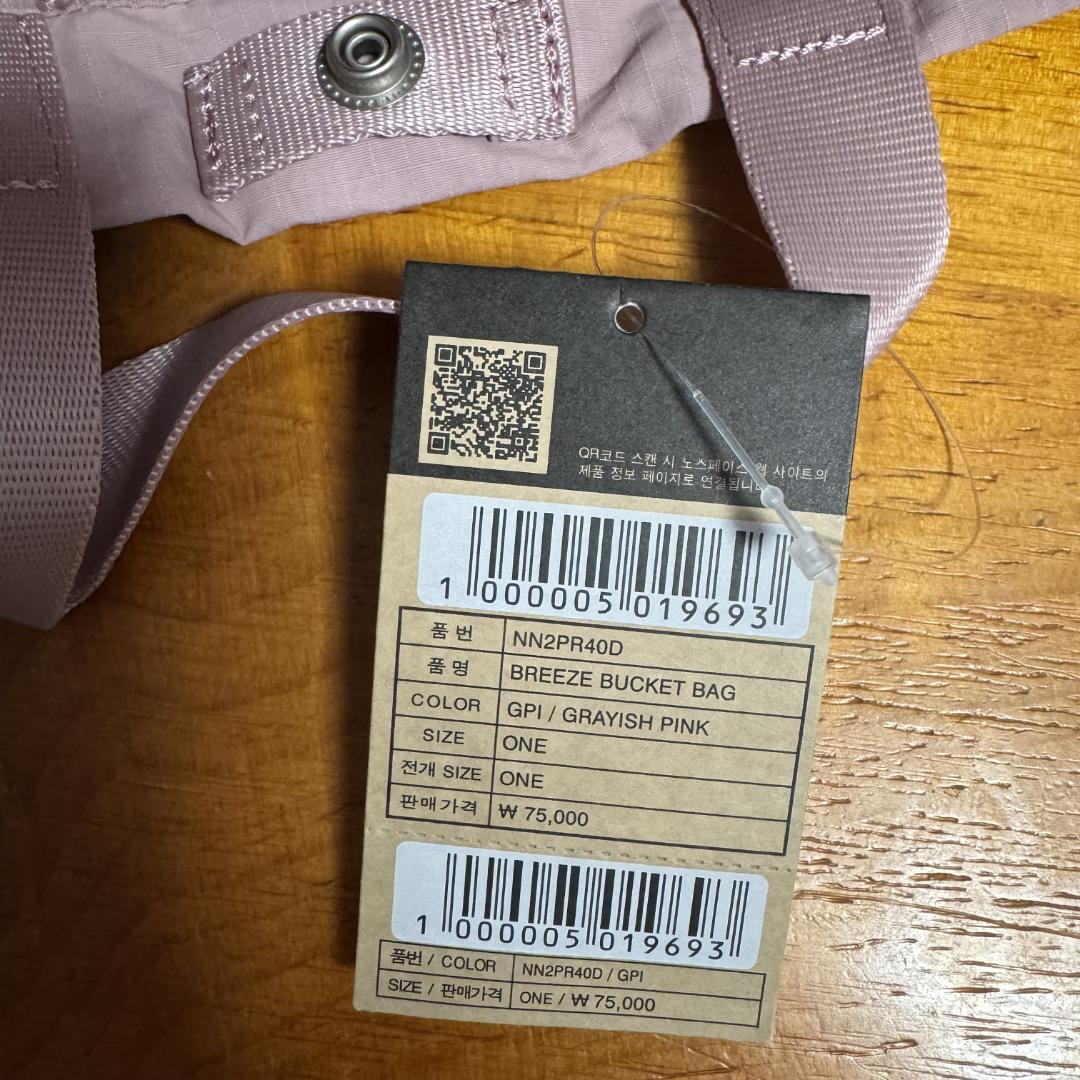 QR코드 스캔 시 노스페이스 웹 사이트의
제품 정보 페이지로 연결됩니다
1 000005 019693
품 번 NN2PR40D
품 명 BREEZE BUCKET BAG
COLOR GPI / GRAYISH PINK
SIZE ONE
전개 SIZE ONE
판매가격 ₩ 75,000
1 000005 019693
품번 / COLOR NN2PR40D / GPI
SIZE / 판매가격 ONE / ₩ 75,000